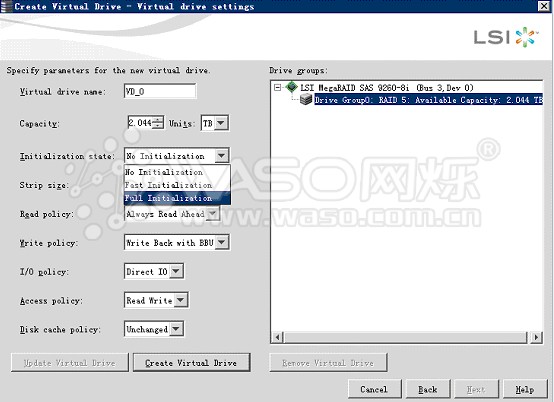 Create Virtual Drive - Virtual drive settings
LSI
Specify parameters for the new virtual drive.
Virtual drive name:
VD_0
Capacity:
2.044
Units:
TB
Initialization state:
No Initialization
No Initialization
Fast Initialization
Full Initialization
Strip size:
Read policy:
Always Read Ahead
Write policy:
Write Back with BBU
I/O policy:
Direct IO
Access policy:
Read Write
Disk cache policy:
Unchanged
Update Virtual Drive
Create Virtual Drive
Drive groups:
LSI MegaRAID SAS 9260-8i (Bus 3,Dev 0)
Drive Group0: RAID 5: Available Capacity: 2.044 TB
Remove Virtual Drive
Cancel
Back
Next
Help
WASO网烁®
www.waso.com.cn